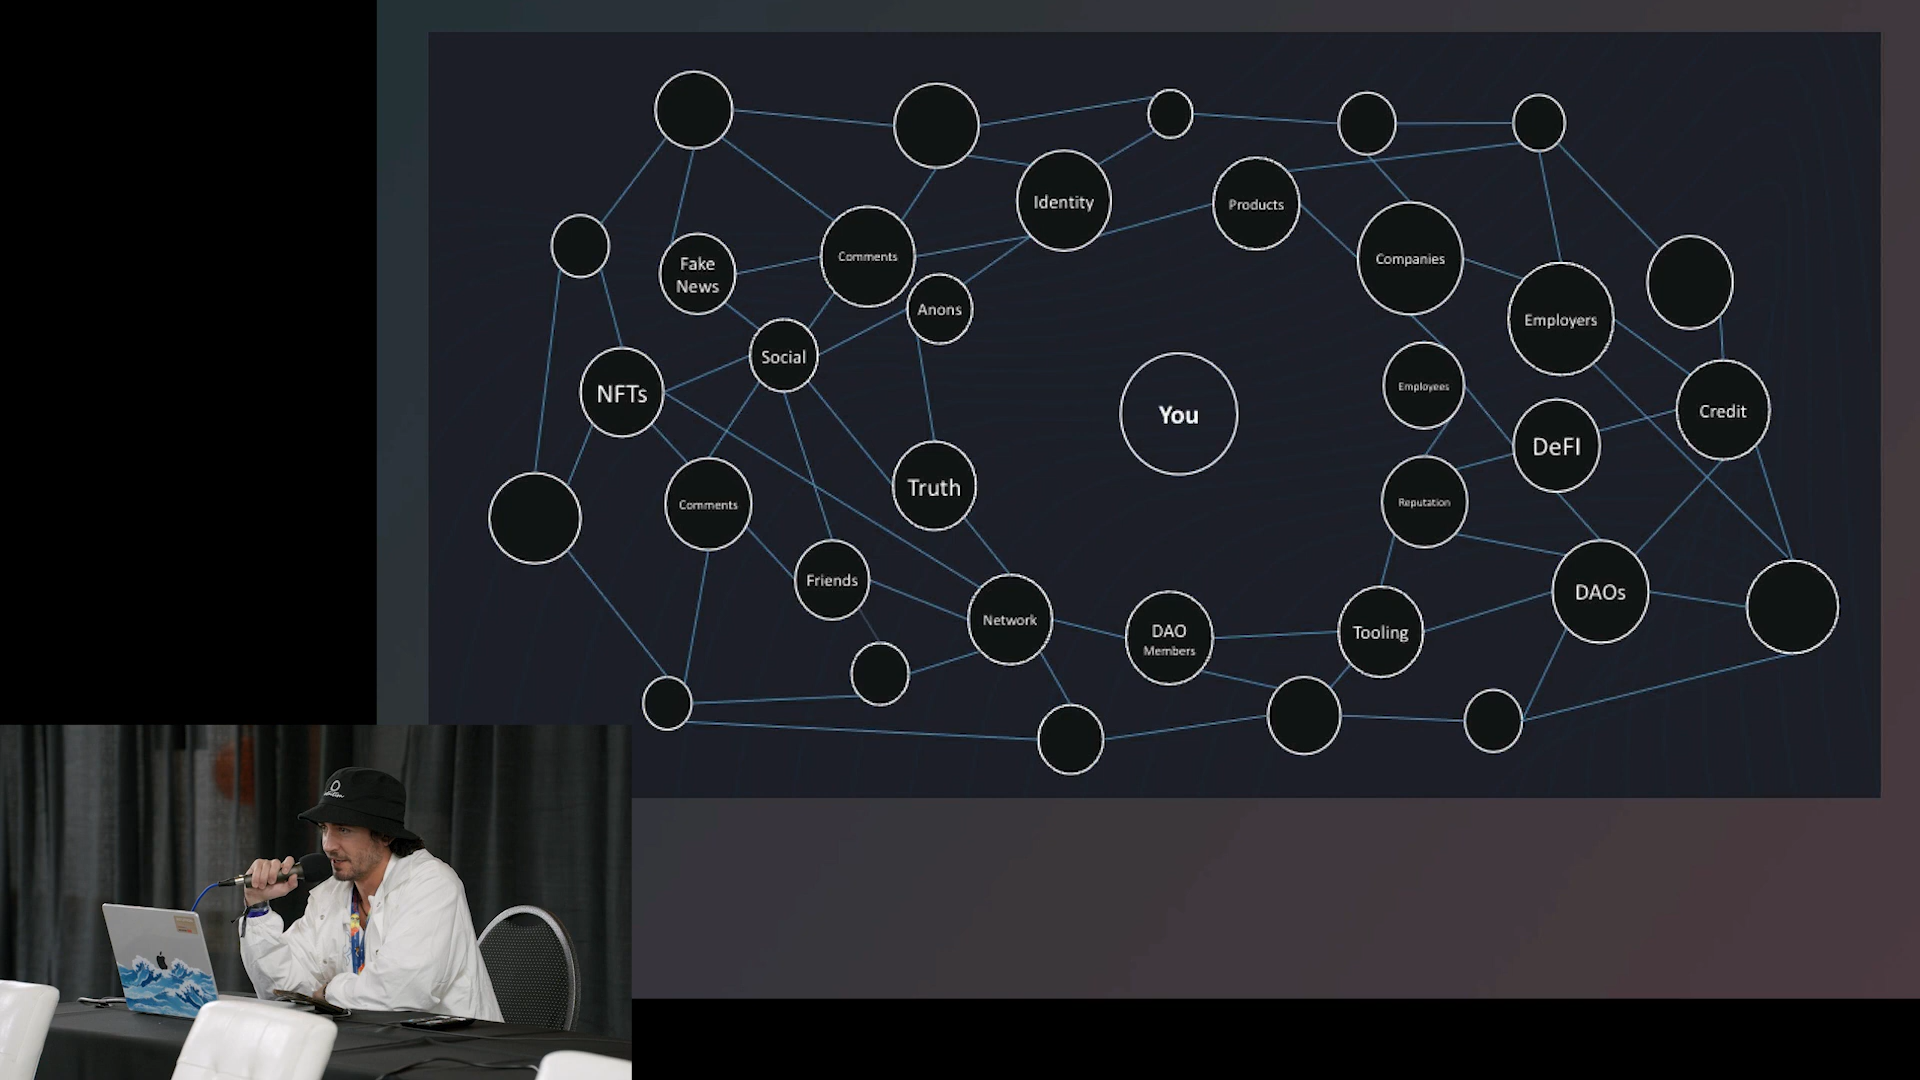 Identity
Products
Fake
News
Comments
Companies
Anons
Employers
Social
NFTs
You
Employees
Credit
DeFI
Truth
Comments
Reputation
Friends
Network
DAO
Members
Tooling
DAOs